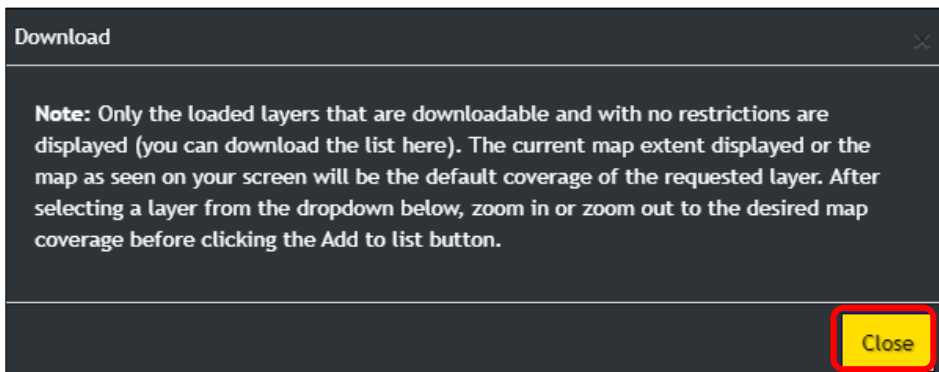 Download
Note: Only the loaded layers that are downloadable and with no restrictions are
displayed (you can download the list here). The current map extent displayed or the
map as seen on your screen will be the default coverage of the requested layer. After
selecting a layer from the dropdown below, zoom in or zoom out to the desired map
coverage before clicking the Add to list button.
Close